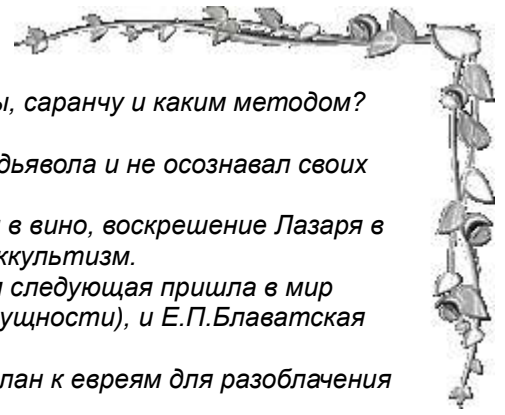 ы, саранчу и каким методом?
дьявола и не осознавал своих
в вино, воскрешение Лазаря в
ккультизм.
и следующая пришла в мир
ущности), и Е.П.Блаватская
лан к евреям для разоблачения